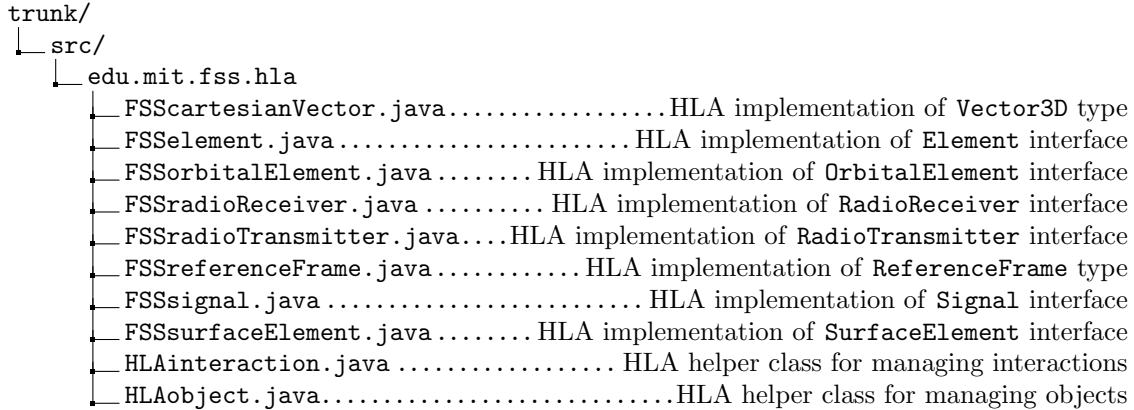 trunk/
src/
edu.mit.fss.hla
FSScartesianVector.java..................HLA implementation of Vector3D type
FSSelement.java.........................HLA implementation of Element interface
FSSorbitalElement.java........HLA implementation of OrbitalElement interface
FSSradioReceiver.java..........HLA implementation of RadioReceiver interface
FSSradioTransmitter.java....HLA implementation of RadioTransmitter interface
FSSreferenceFrame.java............HLA implementation of ReferenceFrame type
FSSsignal.java...........................HLA implementation of Signal interface
FSSsurfaceElement.java........HLA implementation of SurfaceElement interface
HLAinteraction.java..................HLA helper class for managing interactions
HLAobject.java..............................HLA helper class for managing objects